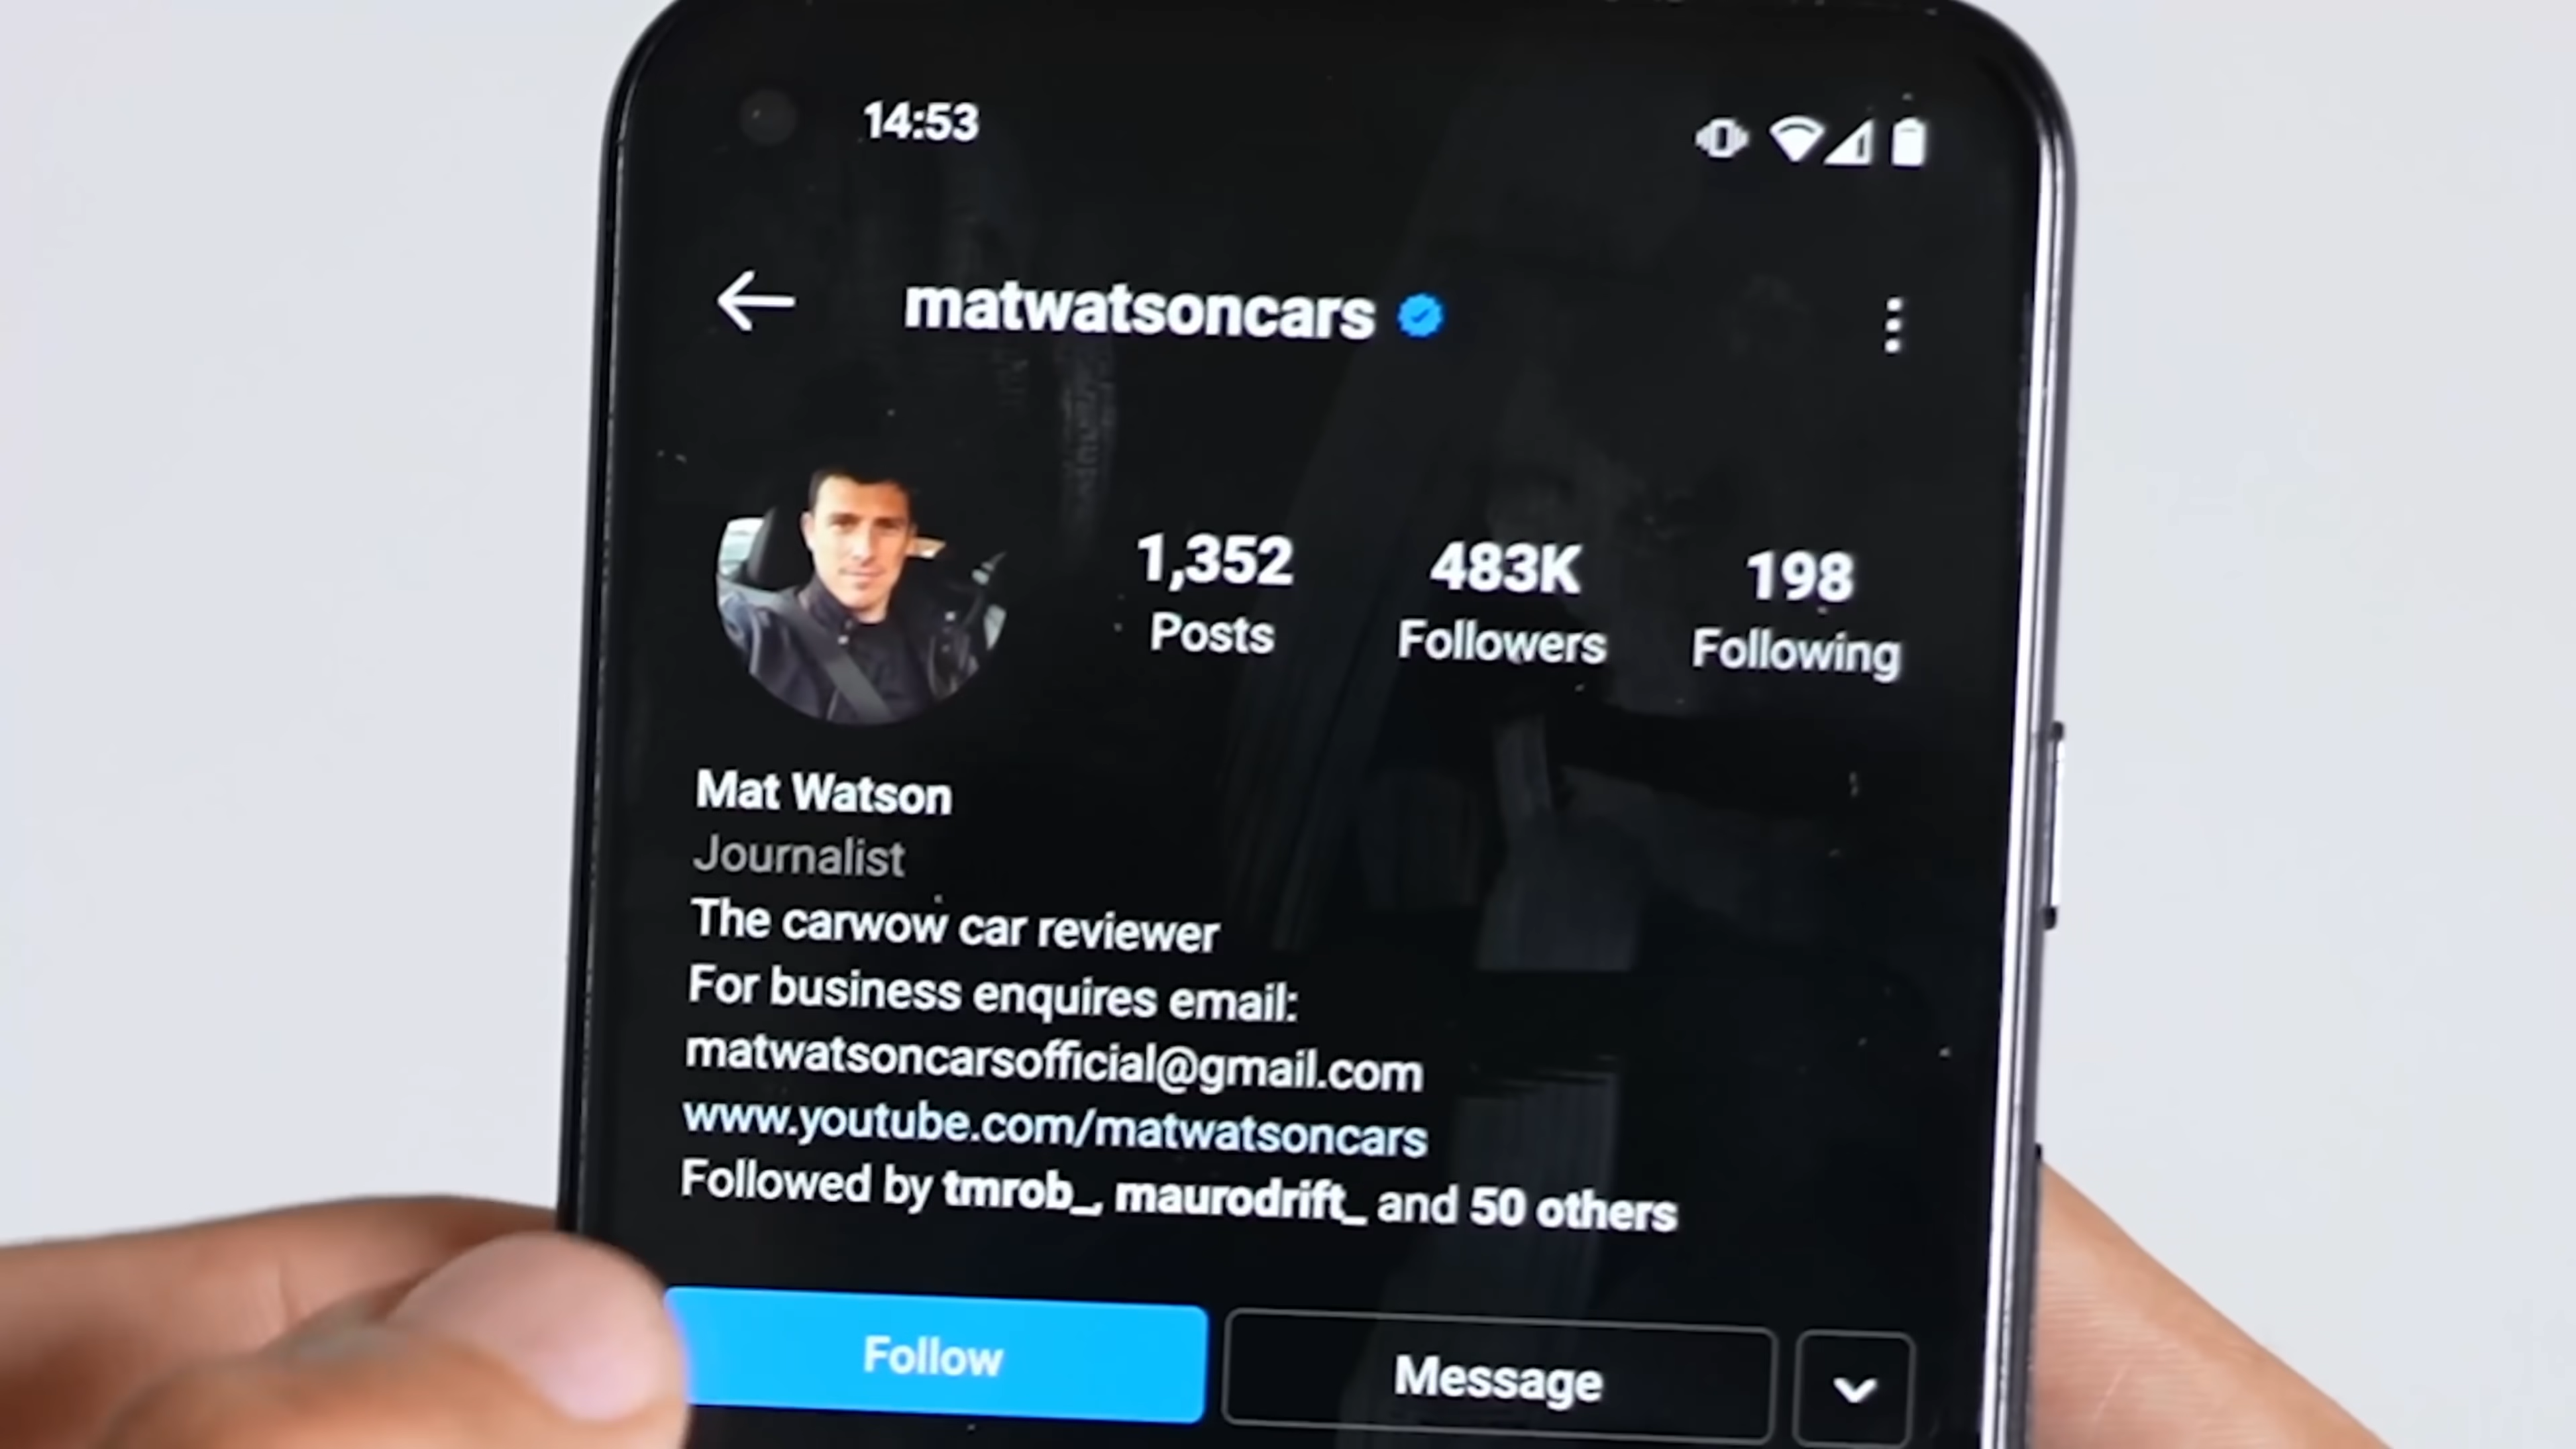 14:53
matwatsoncars
1,352 483K 198
Posts Followers Following
Mat Watson
Journalist
The carwow car reviewer
For business enquires email:
matwatsoncarsofficial@gmail.com
www.youtube.com/matwatsoncars
Followed by tmrob_, maurodrift_ and 50 others
Follow Message